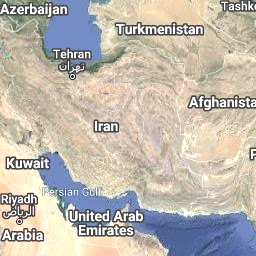 Azerbaijan
Tashke
Turkmenistan
Tehran
تهران
Afghanista
Iran
Kuwait
Persian Gulf
Riyadh
الرياض
United Arab
Emirates
Arabia